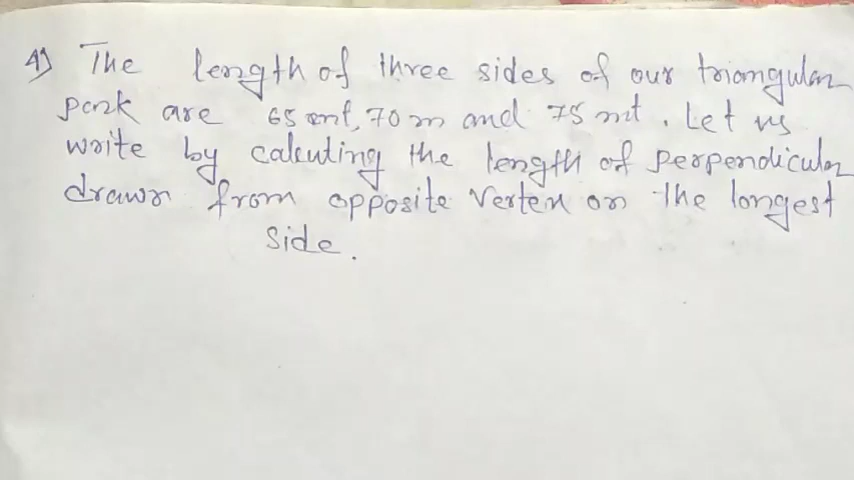 4) The length of three sides of our triangular
park are 65 mt, 70 m and 75 mt. Let us
write by calcuting the length of perpendicular
drawn from opposite vertex on the longest
side.